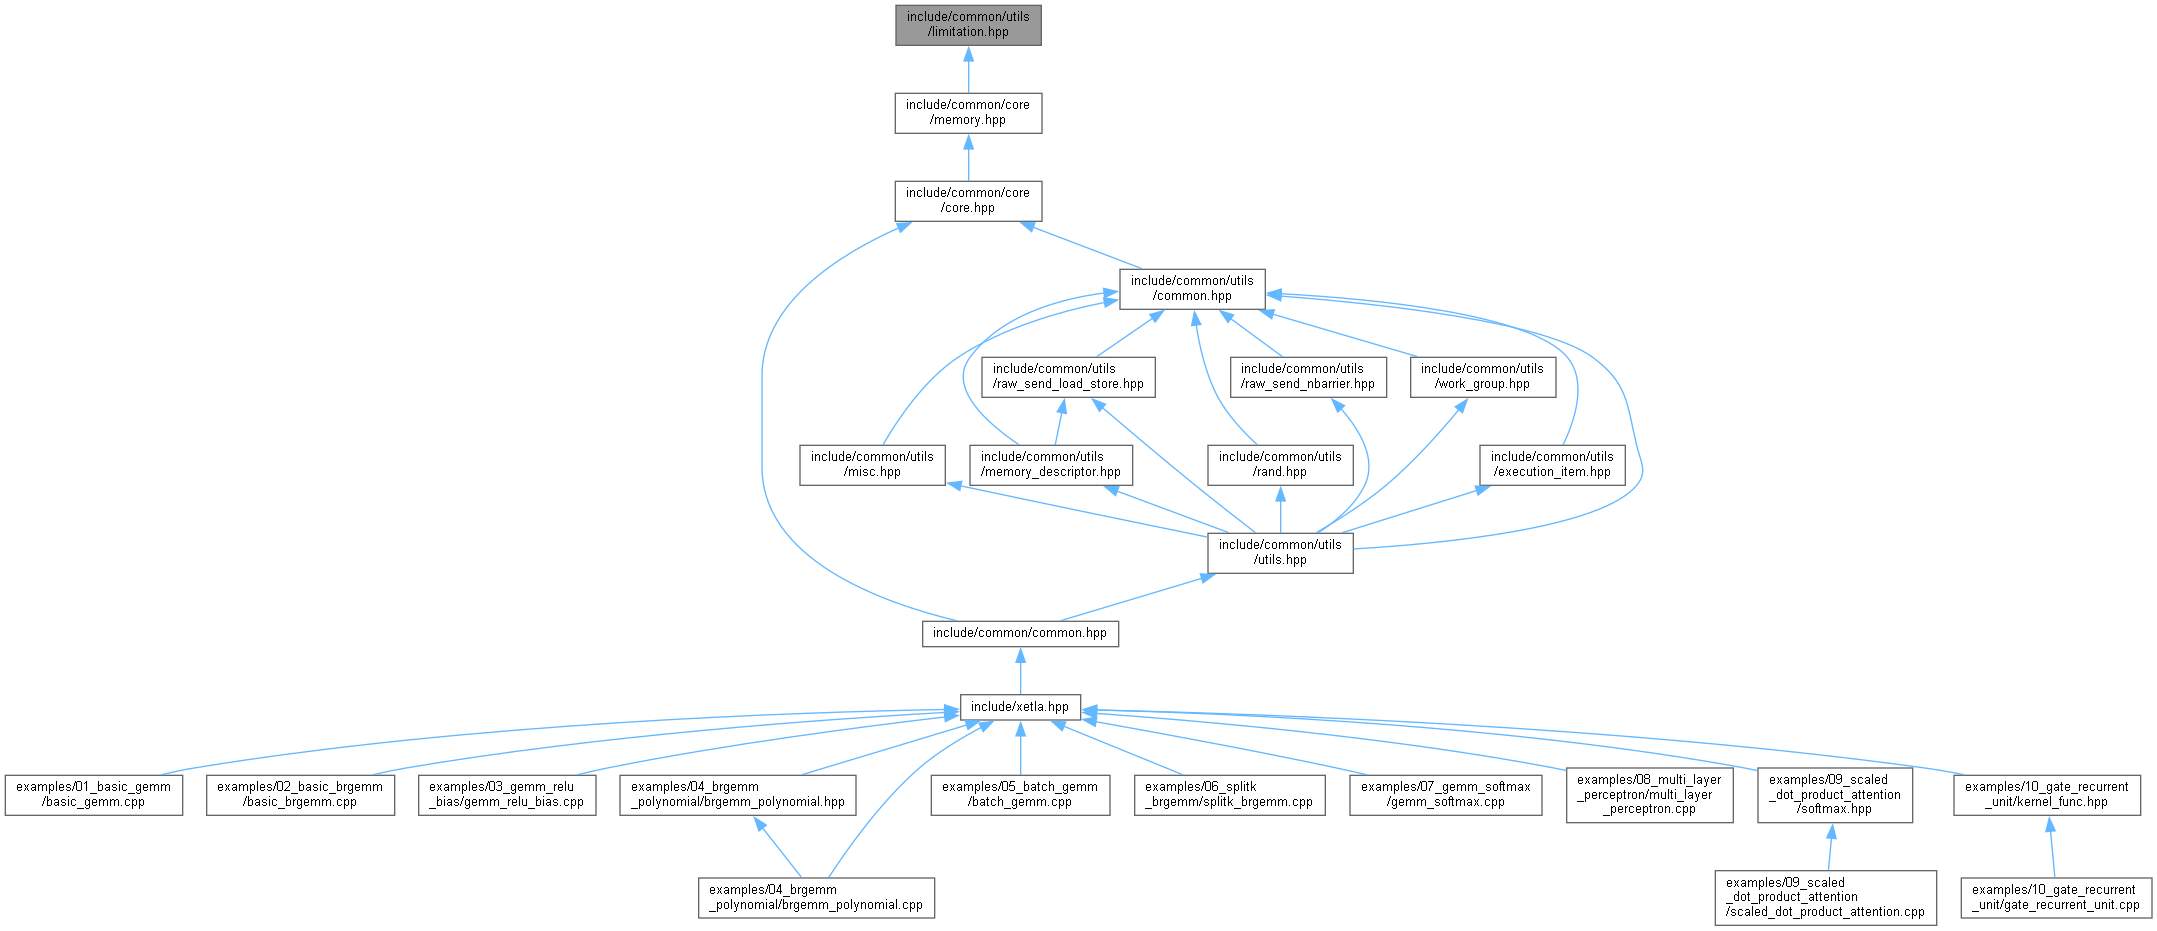 include/common/utils
/limitation.hpp
include/common/core
/memory.hpp
include/common/core
/core.hpp
include/common/utils
/common.hpp
include/common/utils
/raw_send_load_store.hpp
include/common/utils
/raw_send_nbarrier.hpp
include/common/utils
/work_group.hpp
include/common/utils
/misc.hpp
include/common/utils
/memory_descriptor.hpp
include/common/utils
/rand.hpp
include/common/utils
/execution_item.hpp
include/common/utils
/utils.hpp
include/common/common.hpp
include/xetla.hpp
examples/01_basic_gemm
/basic_gemm.cpp
examples/02_basic_brgemm
/basic_brgemm.cpp
examples/03_gemm_relu
_bias/gemm_relu_bias.cpp
examples/04_brgemm
_polynomial/brgemm_polynomial.hpp
examples/05_batch_gemm
/batch_gemm.cpp
examples/06_splitk
_brgemm/splitk_brgemm.cpp
examples/07_gemm_softmax
/gemm_softmax.cpp
examples/08_multi_layer
_perceptron/multi_layer
_perceptron.cpp
examples/09_scaled
_dot_product_attention
/softmax.hpp
examples/10_gate_recurrent
_unit/kernel_func.hpp
examples/04_brgemm
_polynomial/brgemm_polynomial.cpp
examples/09_scaled
_dot_product_attention
/scaled_dot_product_attention.cpp
examples/10_gate_recurrent
_unit/gate_recurrent_unit.cpp